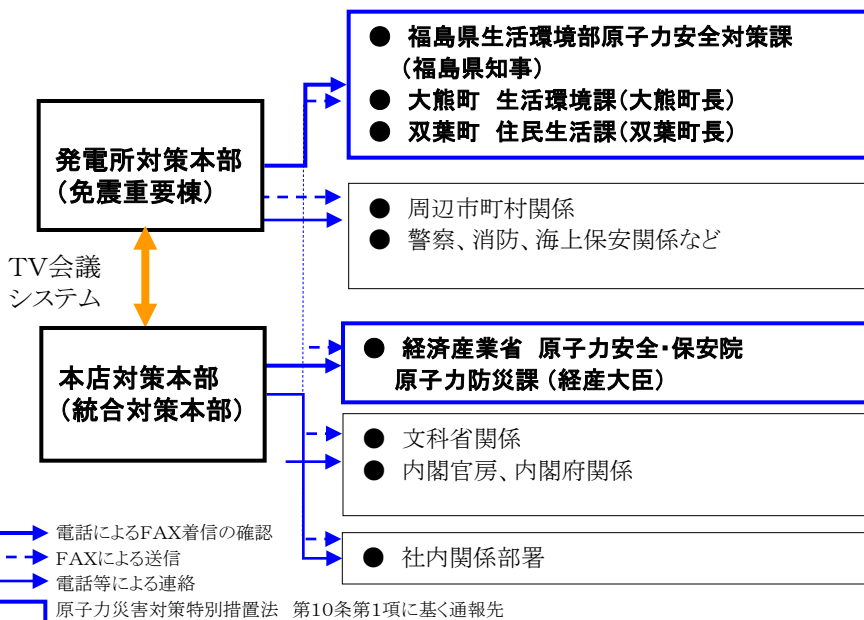 ● 福島県生活環境部原子力安全対策課
（福島県知事）
● 大熊町 生活環境課（大熊町長）
● 双葉町 住民生活課（双葉町長）
発電所対策本部
（免震重要棟）
● 周辺市町村関係
● 警察、消防、海上保安関係など
TV会議
システム
● 経済産業省 原子力安全・保安院
原子力防災課（経産大臣）
本店対策本部
（統合対策本部）
● 文科省関係
● 内閣官房、内閣府関係
● 社内関係部署
電話によるFAX着信の確認
FAXによる送信
電話等による連絡
原子力災害対策特別措置法 第10条第1項に基く通報先